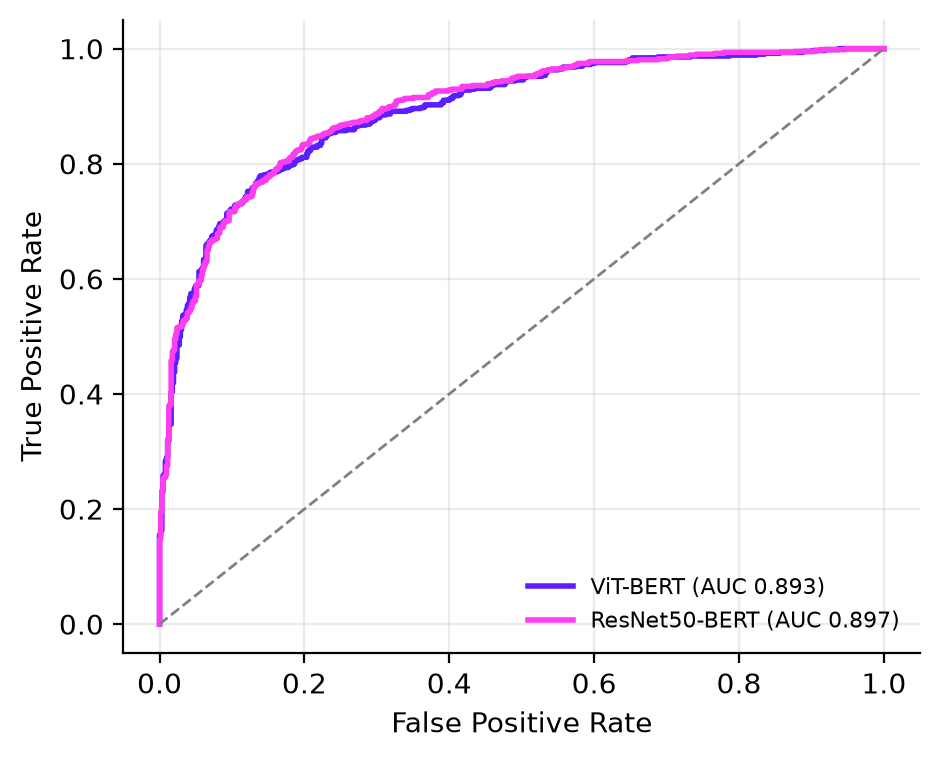 1.0
0.8
0.6
0.4
0.2
0.0
True Positive Rate
ViT-BERT (AUC 0.893)
ResNet50-BERT (AUC 0.897)
0.0 0.2 0.4 0.6 0.8 1.0
False Positive Rate